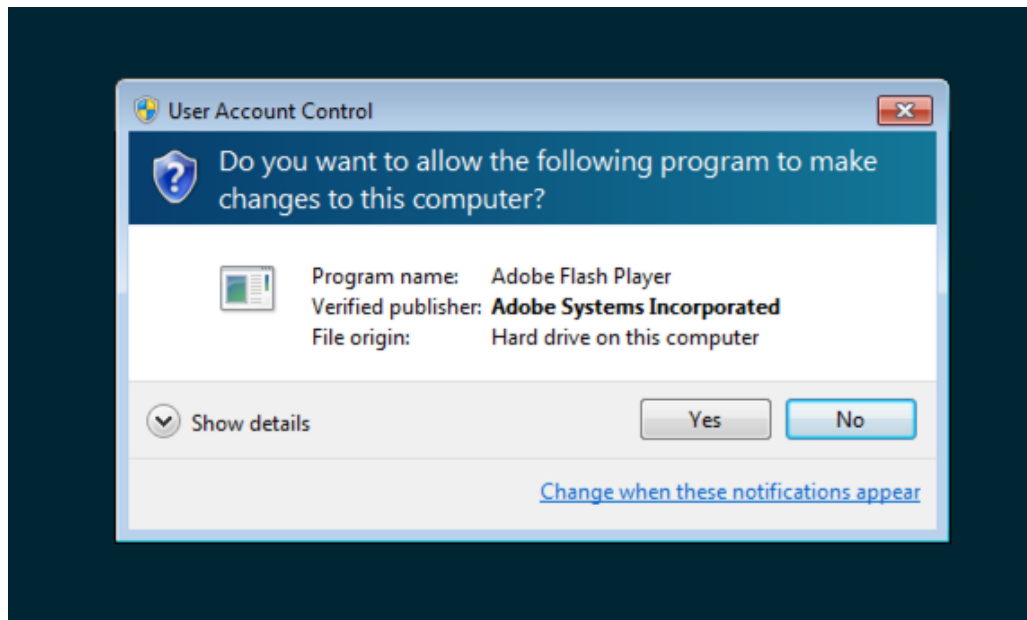 User Account Control
Do you want to allow the following program to make
changes to this computer?
Program name: Adobe Flash Player
Verified publisher: Adobe Systems Incorporated
File origin: Hard drive on this computer
Show details
Yes
No
Change when these notifications appear